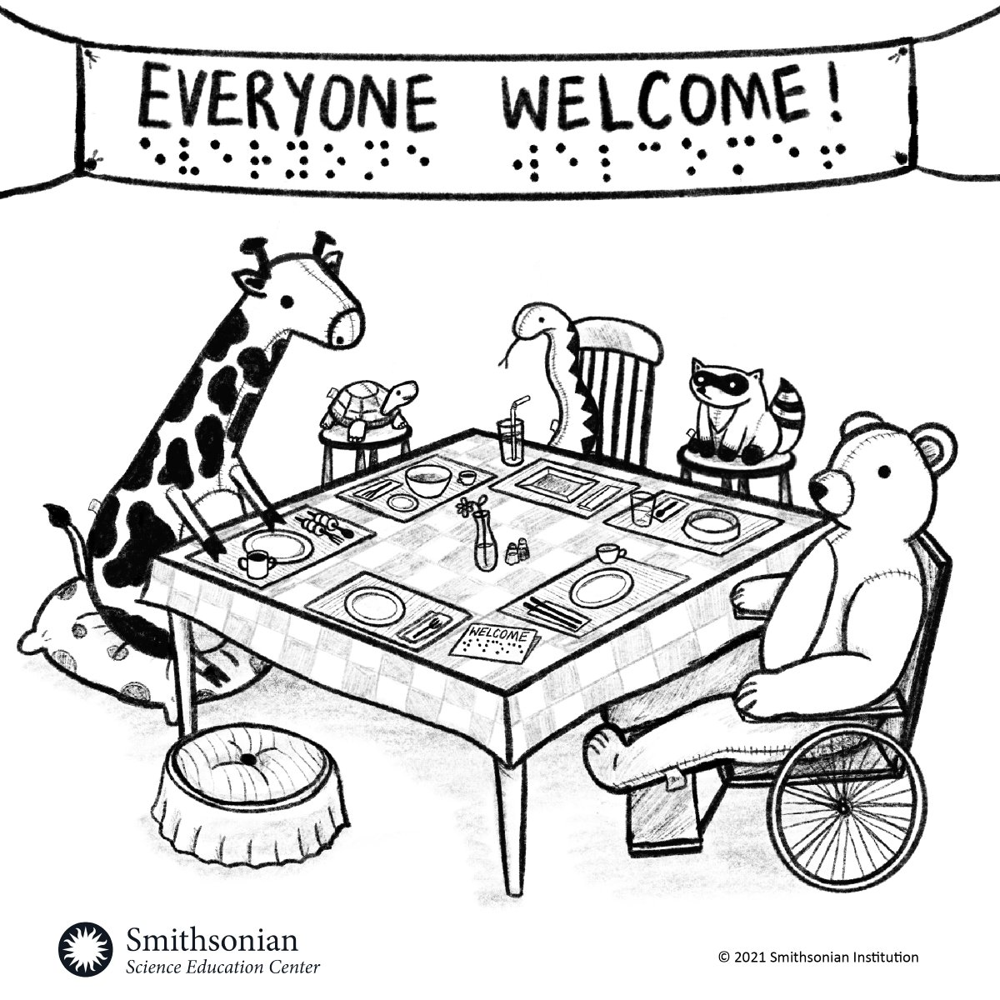 EVERYONE WELCOME!
⠑⠧⠑⠗⠽⠕⠝⠑ ⠺⠑⠇⠉⠕⠍⠑⠖
WELCOME
Smithsonian
Science Education Center
© 2021 Smithsonian Institution